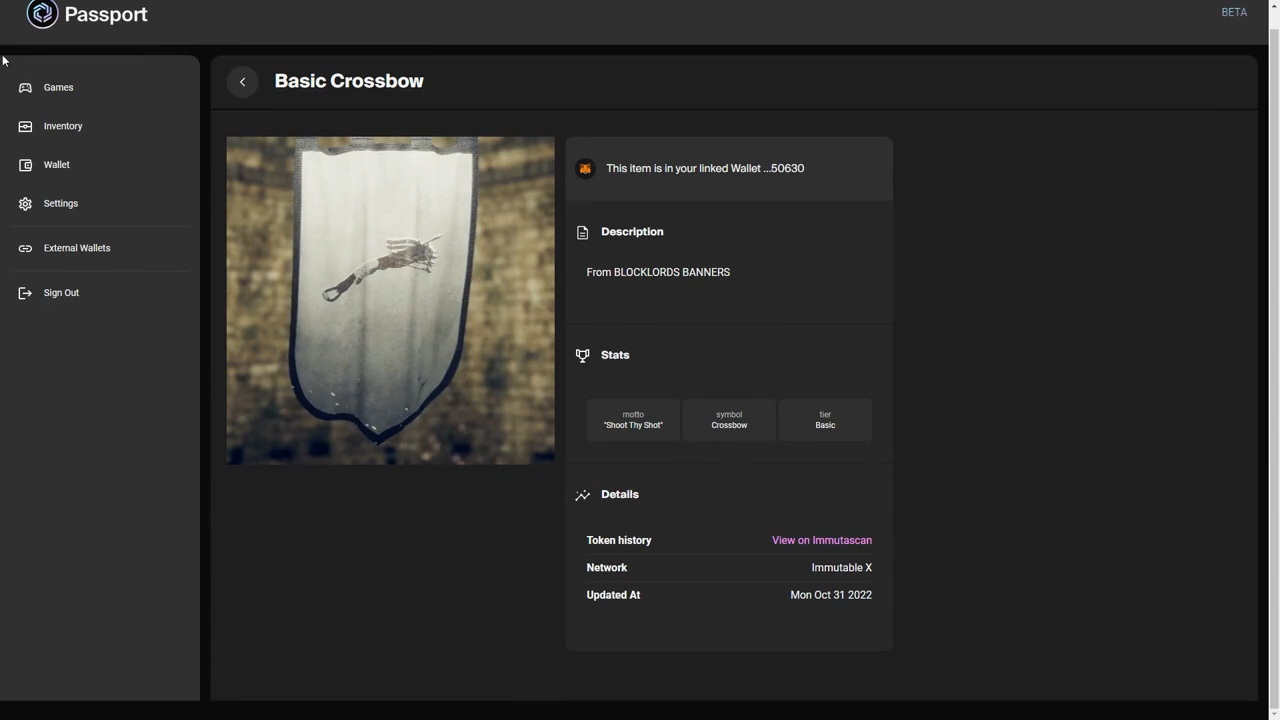 Passport
BETA
Games
Inventory
Wallet
Settings
External Wallets
Sign Out
Basic Crossbow
This item is in your linked Wallet ...50630
Description
From BLOCKLORDS BANNERS
Stats
motto
"Shoot Thy Shot"
symbol
Crossbow
tier
Basic
Details
Token history View on Immutascan
Network Immutable X
Updated At Mon Oct 31 2022